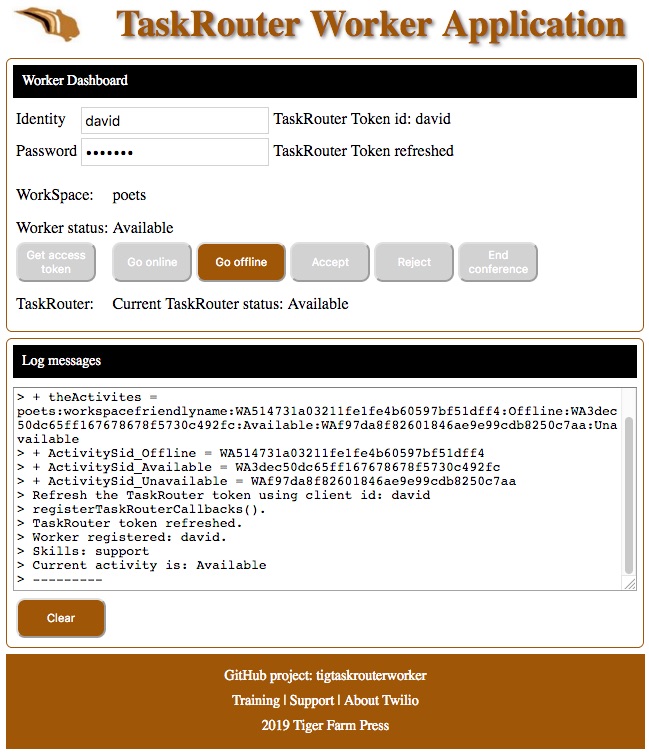 TaskRouter Worker Application
Worker Dashboard
Identity david TaskRouter Token id: david
Password ••••••• TaskRouter Token refreshed
WorkSpace: poets
Worker status: Available
Get access token Go online Go offline Accept Reject End conference
TaskRouter: Current TaskRouter status: Available
Log messages
> + theActivites =
poets:workspacefriendlyname:WA514731a03211fe1fe4b60597bf51dff4:Offline:WA3dec
50dc65ff167678678f5730c492fc:Available:WAf97da8f82601846ae9e99cdb8250c7aa:Una
vailable
> + ActivitySid_Offline = WA514731a03211fe1fe4b60597bf51dff4
> + ActivitySid_Available = WA3dec50dc65ff167678678f5730c492fc
> + ActivitySid_Unavailable = WAf97da8f82601846ae9e99cdb8250c7aa
> Refresh the TaskRouter token using client id: david
> registerTaskRouterCallbacks().
> TaskRouter token refreshed.
> Worker registered: david.
> Skills: support
> Current activity is: Available
> ---------
Clear
GitHub project: tigtaskrouterworker
Training | Support | About Twilio
2019 Tiger Farm Press